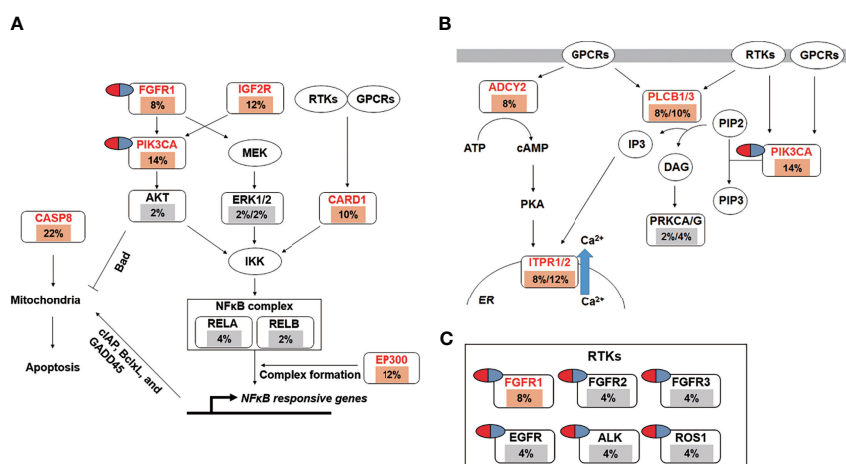 A
FGFR1
8%
IGF2R
12%
RTKs
GPCRs
PIK3CA
14%
MEK
AKT
2%
ERK1/2
2%/2%
CARD1
10%
CASP8
22%
Bad
IKK
Mitochondria
NFκB complex
RELA
4%
RELB
2%
Apoptosis
cIAP, BclxL, and
GADD45
EP300
12%
Complex formation
NFκB responsive genes
B
GPCRs
RTKs
GPCRs
ADCY2
8%
PLCB1/3
8%/10%
ATP
cAMP
IP3
PIP2
DAG
PIK3CA
14%
PKA
PIP3
PRKCA/G
2%/4%
ITPR1/2
8%/12%
Ca2+
ER
Ca2+
C
RTKs
FGFR1
8%
FGFR2
4%
FGFR3
4%
EGFR
4%
ALK
4%
ROS1
4%